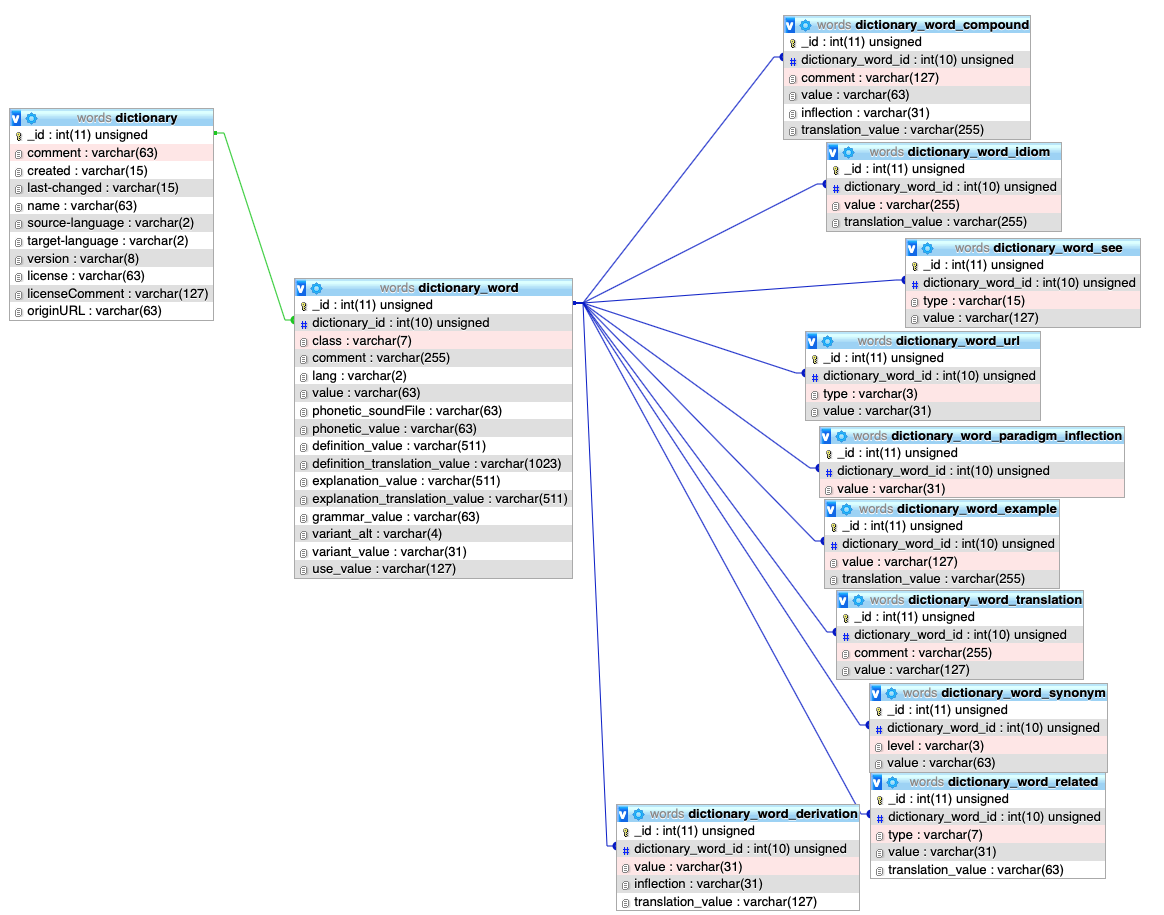 words dictionary
_id : int(11) unsigned
comment : varchar(63)
created : varchar(15)
last-changed : varchar(15)
name : varchar(63)
source-language : varchar(2)
target-language : varchar(2)
version : varchar(8)
license : varchar(63)
licenseComment : varchar(127)
originURL : varchar(63)
words dictionary_word
_id : int(11) unsigned
dictionary_id : int(10) unsigned
class : varchar(7)
comment : varchar(255)
lang : varchar(2)
value : varchar(63)
phonetic_soundFile : varchar(63)
phonetic_value : varchar(63)
definition_value : varchar(511)
definition_translation_value : varchar(1023)
explanation_value : varchar(511)
explanation_translation_value : varchar(511)
grammar_value : varchar(63)
variant_alt : varchar(4)
variant_value : varchar(31)
use_value : varchar(127)
words dictionary_word_compound
_id : int(11) unsigned
dictionary_word_id : int(10) unsigned
comment : varchar(127)
value : varchar(63)
inflection : varchar(31)
translation_value : varchar(255)
words dictionary_word_idiom
_id : int(11) unsigned
dictionary_word_id : int(10) unsigned
value : varchar(255)
translation_value : varchar(255)
words dictionary_word_see
_id : int(11) unsigned
dictionary_word_id : int(10) unsigned
type : varchar(15)
value : varchar(127)
words dictionary_word_url
_id : int(11) unsigned
dictionary_word_id : int(10) unsigned
type : varchar(3)
value : varchar(31)
words dictionary_word_paradigm_inflection
_id : int(11) unsigned
dictionary_word_id : int(10) unsigned
value : varchar(31)
words dictionary_word_example
_id : int(11) unsigned
dictionary_word_id : int(10) unsigned
value : varchar(127)
translation_value : varchar(255)
words dictionary_word_translation
_id : int(11) unsigned
dictionary_word_id : int(10) unsigned
comment : varchar(255)
value : varchar(127)
words dictionary_word_synonym
_id : int(11) unsigned
dictionary_word_id : int(10) unsigned
level : varchar(3)
value : varchar(63)
words dictionary_word_related
_id : int(11) unsigned
dictionary_word_id : int(10) unsigned
type : varchar(7)
value : varchar(31)
translation_value : varchar(63)
words dictionary_word_derivation
_id : int(11) unsigned
dictionary_word_id : int(10) unsigned
value : varchar(31)
inflection : varchar(31)
translation_value : varchar(127)